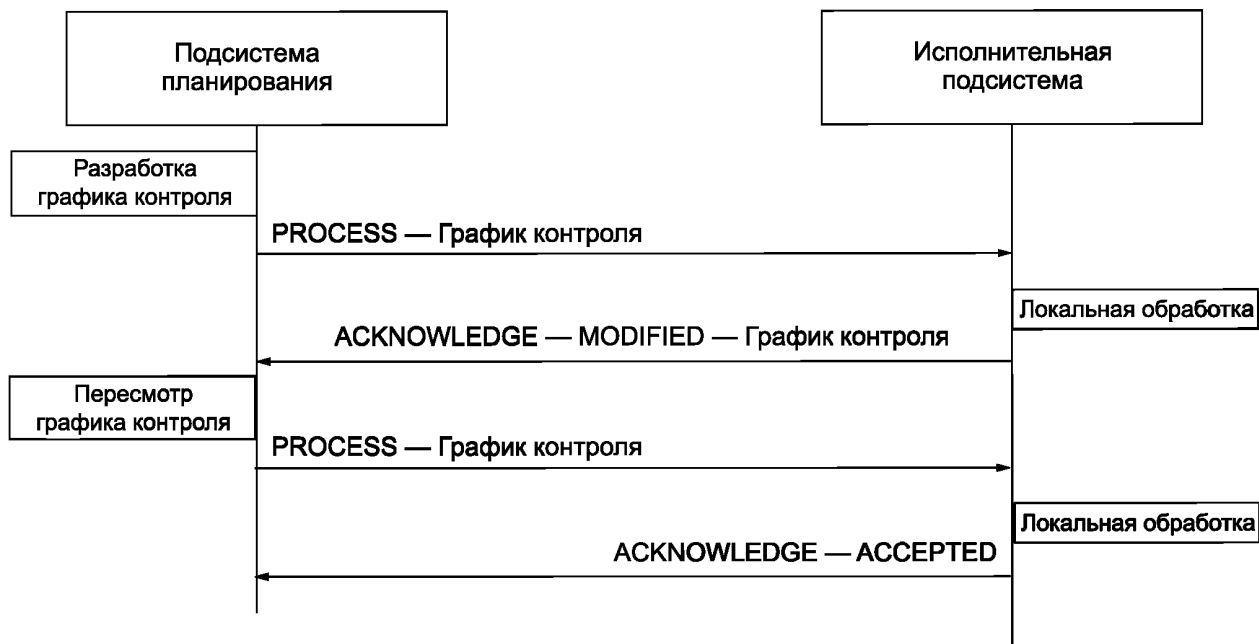 Подсистема
планирования
Исполнительная
подсистема
Разработка
графика контроля
PROCESS — График контроля
Локальная обработка
ACKNOWLEDGE — MODIFIED — График контроля
Пересмотр
графика контроля
PROCESS — График контроля
Локальная обработка
ACKNOWLEDGE — ACCEPTED